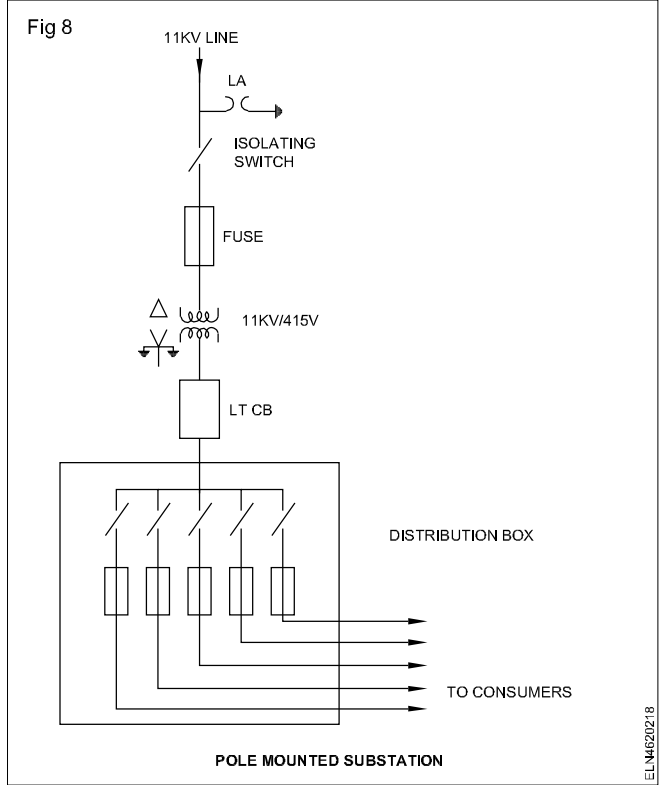 Fig 8
11KV LINE
LA
ISOLATING
SWITCH
FUSE
11KV/415V
LT CB
DISTRIBUTION BOX
TO CONSUMERS
POLE MOUNTED SUBSTATION
ELN4620218